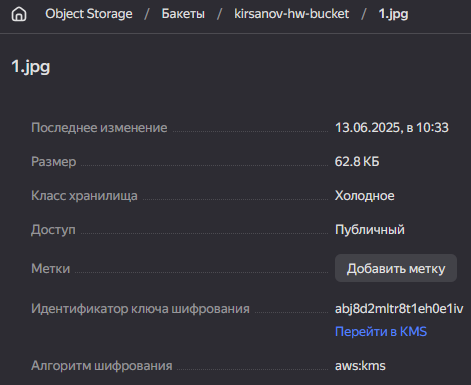 Object Storage / Бакеты / kirsanov-hw-bucket / 1.jpg
1.jpg
Последнее изменение 13.06.2025, в 10:33
Размер 62.8 КБ
Класс хранилища Холодное
Доступ Публичный
Метки Добавить метку
Идентификатор ключа шифрования abj8d2mltr8t1eh0e1iv
Перейти в KMS
Алгоритм шифрования aws:kms